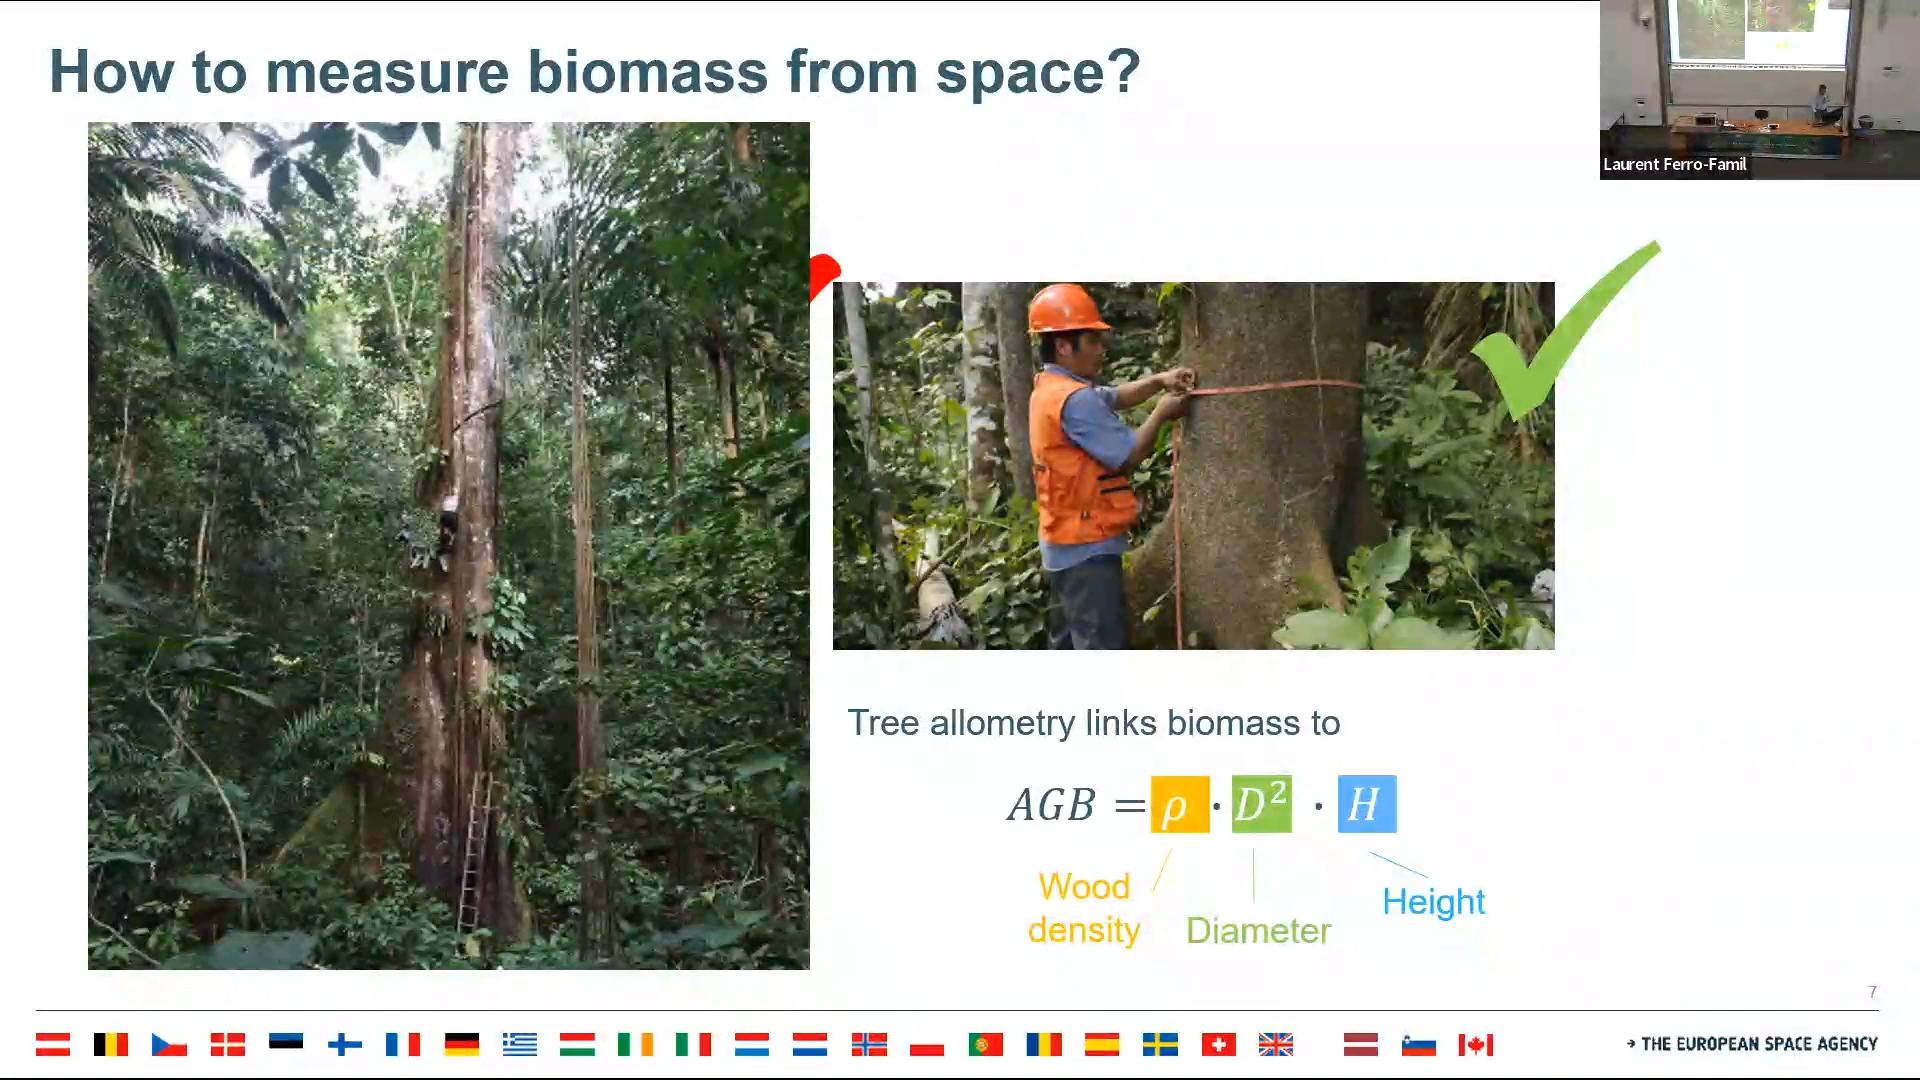 How to measure biomass from space?
Laurent Ferro-Famil
Tree allometry links biomass to
AGB = ρ · D² · H
Wood
density
Diameter
Height
7
→ THE EUROPEAN SPACE AGENCY